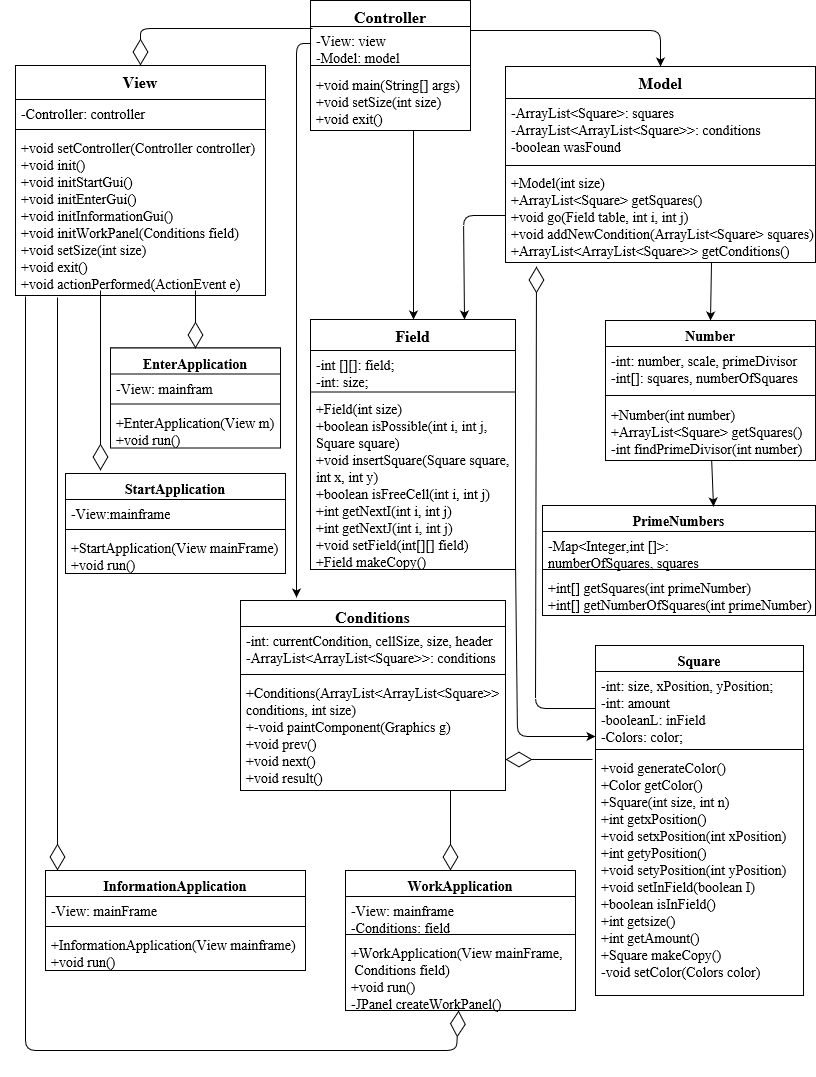 Controller
-View: view
-Model: model
+void main(String[] args)
+void setSize(int size)
+void exit()
View
-Controller: controller
+void setController(Controller controller)
+void init()
+void initStartGui()
+void initEnterGui()
+void initInformationGui()
+void initWorkPanel(Conditions field)
+void setSize(int size)
+void exit()
+void actionPerformed(ActionEvent e)
Model
-ArrayList<Square>: squares
-ArrayList<ArrayList<Square>>: conditions
-boolean wasFound
+Model(int size)
+ArrayList<Square> getSquares()
+void go(Field table, int i, int j)
+void addNewCondition(ArrayList<Square> squares)
+ArrayList<ArrayList<Square>> getConditions()
EnterApplication
-View: mainfram
+EnterApplication(View m)
+void run()
Field
-int [][]: field;
-int: size;
+Field(int size)
+boolean isPossible(int i, int j,
Square square)
+void insertSquare(Square square,
int x, int y)
+boolean isFreeCell(int i, int j)
+int getNextI(int i, int j)
+int getNextJ(int i, int j)
+void setField(int[][] field)
+Field makeCopy()
Number
-int: number, scale, primeDivisor
-int[]: squares, numberOfSquares
+Number(int number)
+ArrayList<Square> getSquares()
-int findPrimeDivisor(int number)
StartApplication
-View:mainframe
+StartApplication(View mainFrame)
+void run()
PrimeNumbers
-Map<Integer,int []>:
numberOfSquares, squares
+int[] getSquares(int primeNumber)
+int[] getNumberOfSquares(int primeNumber)
Conditions
-int: currentCondition, cellSize, size, header
-ArrayList<ArrayList<Square>>: conditions
+Conditions(ArrayList<ArrayList<Square>>
conditions, int size)
+-void paintComponent(Graphics g)
+void prev()
+void next()
+void result()
Square
-int: size, xPosition, yPosition;
-int: amount
-booleanL: inField
-Colors: color;
+void generateColor()
+Color getColor()
+Square(int size, int n)
+int getxPosition()
+void setxPosition(int xPosition)
+int getyPosition()
+void setyPosition(int yPosition)
+void setInField(boolean I)
+boolean isInField()
+int getsize()
+int getAmount()
+Square makeCopy()
-void setColor(Colors color)
InformationApplication
-View: mainFrame
+InformationApplication(View mainframe)
+void run()
WorkApplication
-View: mainframe
-Conditions: field
+WorkApplication(View mainFrame,
Conditions field)
+void run()
-JPanel createWorkPanel()